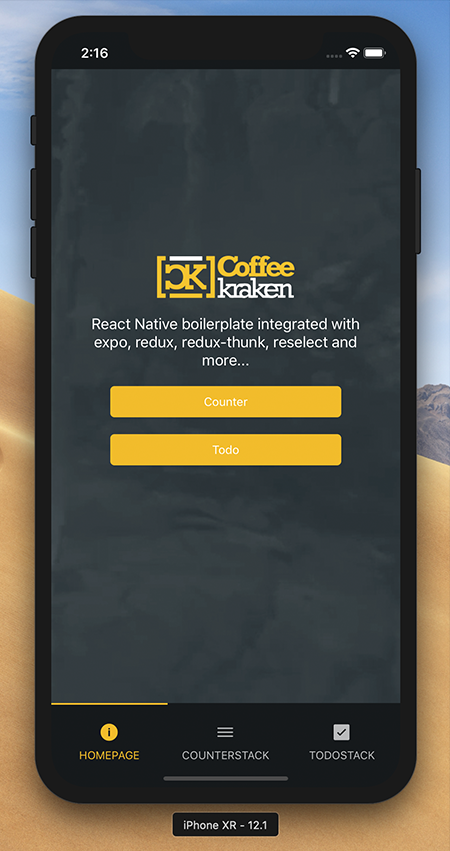 2:16
CK Coffee
kraken
React Native boilerplate integrated with
expo, redux, redux-thunk, reselect and
more...
Counter
Todo
HOMEPAGE COUNTERSTACK TODOSTACK
iPhone XR - 12.1